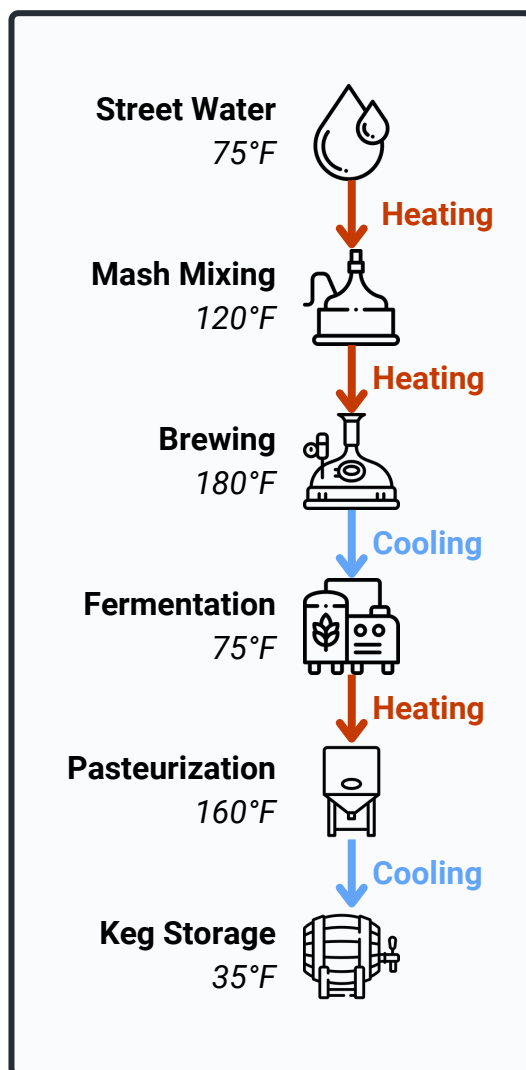 Street Water
75°F
Heating
Mash Mixing
120°F
Heating
Brewing
180°F
Cooling
Fermentation
75°F
Heating
Pasteurization
160°F
Cooling
Keg Storage
35°F